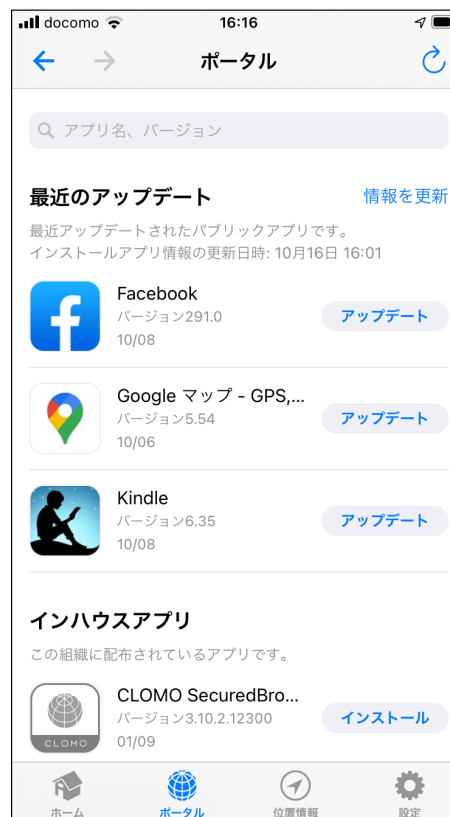 docomo 16:16
ポータル
アプリ名、バージョン
最近のアップデート 情報を更新
最近アップデートされたパブリックアプリです。
インストールアプリ情報の更新日時: 10月16日 16:01
Facebook
バージョン291.0
10/08
アップデート
Google マップ - GPS,...
バージョン5.54
10/06
アップデート
Kindle
バージョン6.35
10/08
アップデート
インハウスアプリ
この組織に配布されているアプリです。
CLOMO
CLOMO SecuredBro...
バージョン3.10.2.12300
01/09
インストール
ホーム ポータル 位置情報 設定